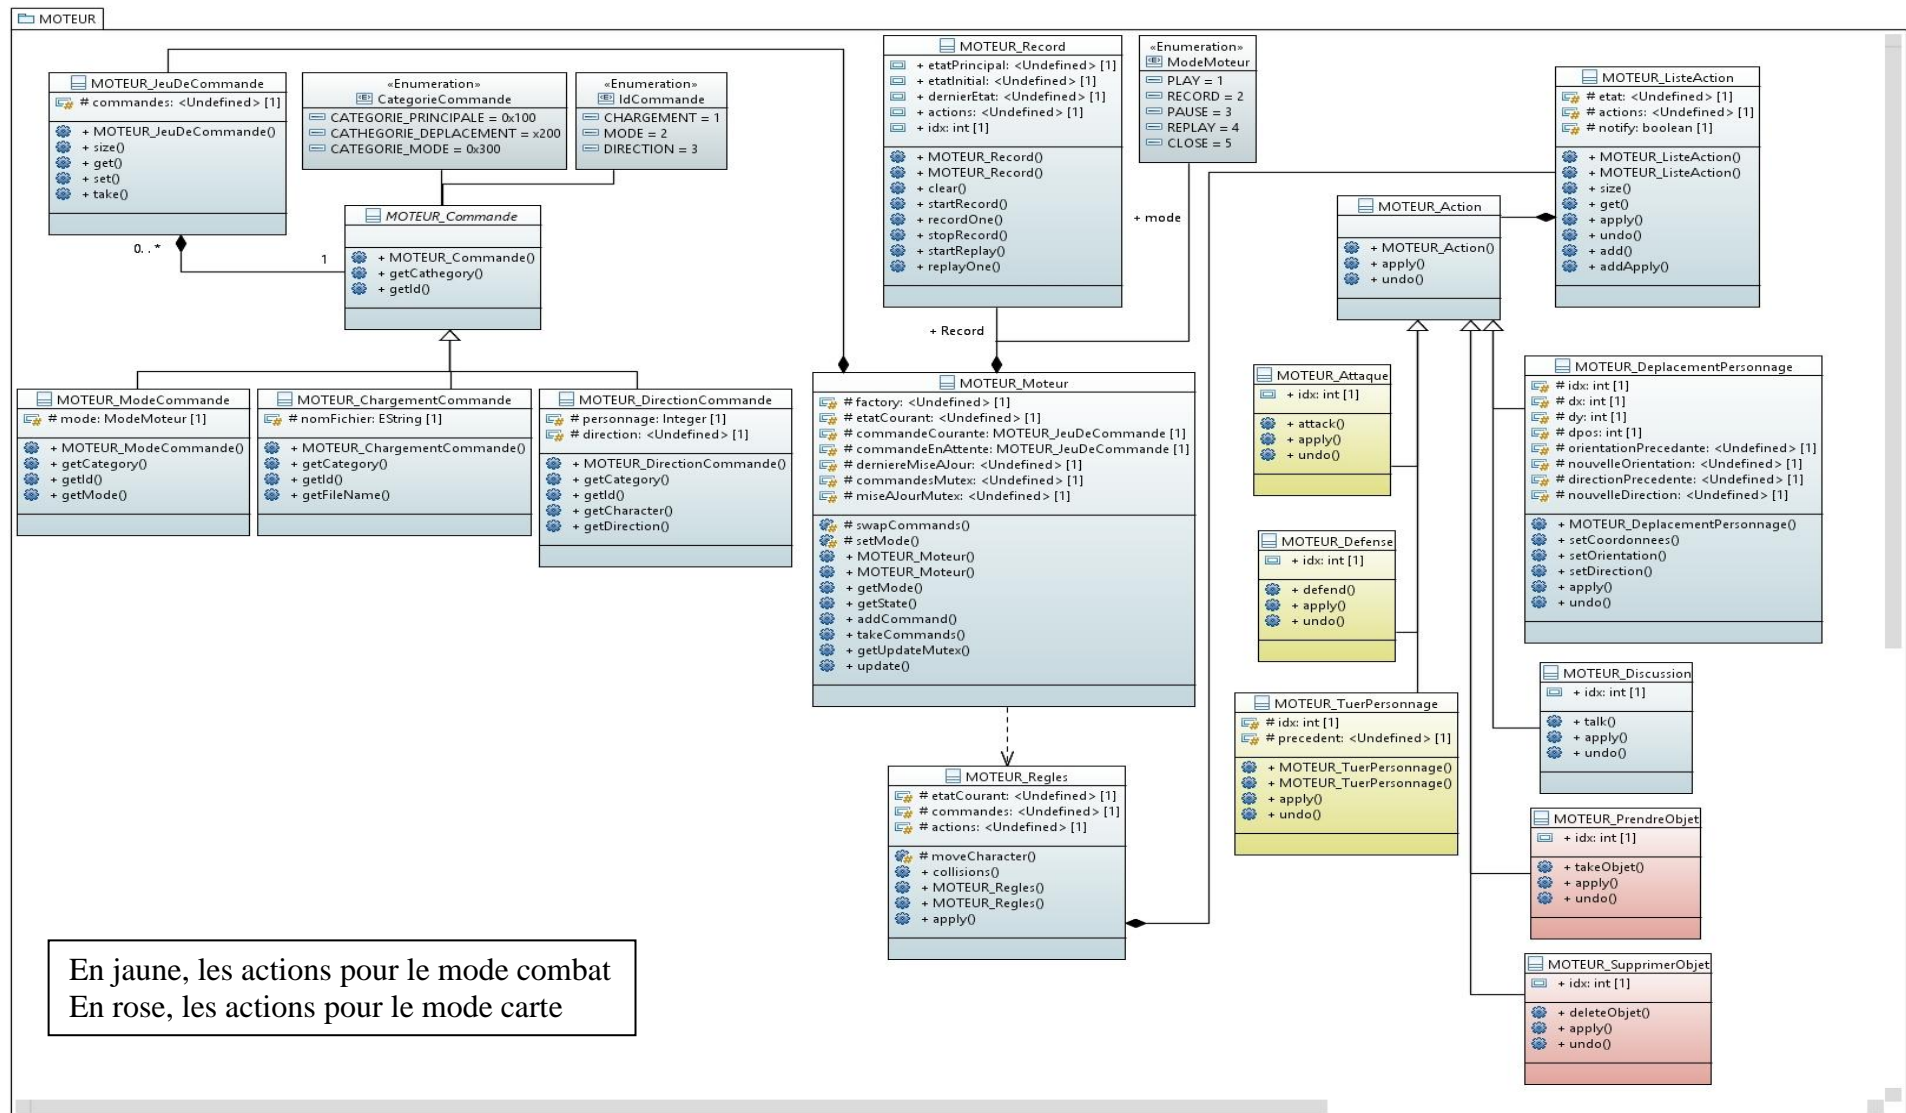 MOTEUR
MOTEUR_JeuDeCommande
# commandes: <Undefined> [1]
+ MOTEUR_JeuDeCommande()
+ size()
+ get()
+ set()
+ take()
«Enumeration»
CategorieCommande
CATEGORIE_PRINCIPALE = 0x100
CATHEGORIE_DEPLACEMENT = x200
CATEGORIE_MODE = 0x300
«Enumeration»
IdCommande
CHARGEMENT = 1
MODE = 2
DIRECTION = 3
MOTEUR_Commande
+ MOTEUR_Commande()
+ getCathegory()
+ getId()
0..*
1
MOTEUR_ModeCommande
# mode: ModeMoteur [1]
+ MOTEUR_ModeCommande()
+ getCategory()
+ getId()
+ getMode()
MOTEUR_ChargementCommande
# nomFichier: EString [1]
+ MOTEUR_ChargementCommande()
+ getCategory()
+ getId()
+ getFileName()
MOTEUR_DirectionCommande
# personnage: Integer [1]
# direction: <Undefined> [1]
+ MOTEUR_DirectionCommande()
+ getCategory()
+ getId()
+ getCharacter()
+ getDirection()
MOTEUR_Record
+ etatPrincipal: <Undefined> [1]
+ etatInitial: <Undefined> [1]
+ dernierEtat: <Undefined> [1]
+ actions: <Undefined> [1]
+ idx: int [1]
+ MOTEUR_Record()
+ MOTEUR_Record()
+ clear()
+ startRecord()
+ recordOne()
+ stopRecord()
+ startReplay()
+ replayOne()
«Enumeration»
ModeMoteur
PLAY = 1
RECORD = 2
PAUSE = 3
REPLAY = 4
CLOSE = 5
+ mode
+ Record
MOTEUR_Moteur
# factory: <Undefined> [1]
# etatCourant: <Undefined> [1]
# commandeCourante: MOTEUR_JeuDeCommande [1]
# commandeEnAttente: MOTEUR_JeuDeCommande [1]
# derniereMiseAJour: <Undefined> [1]
# commandesMutex: <Undefined> [1]
# miseAJourMutex: <Undefined> [1]
# swapCommands()
# setMode()
+ MOTEUR_Moteur()
+ MOTEUR_Moteur()
+ getMode()
+ getState()
+ addCommand()
+ takeCommands()
+ getUpdateMutex()
+ update()
MOTEUR_Regles
# etatCourant: <Undefined> [1]
# commandes: <Undefined> [1]
# actions: <Undefined> [1]
# moveCharacter()
+ collisions()
+ MOTEUR_Regles()
+ MOTEUR_Regles()
+ apply()
MOTEUR_ListeAction
# etat: <Undefined> [1]
# actions: <Undefined> [1]
# notify: boolean [1]
+ MOTEUR_ListeAction()
+ MOTEUR_ListeAction()
+ size()
+ get()
+ apply()
+ undo()
+ add()
+ addApply()
MOTEUR_Action
+ MOTEUR_Action()
+ apply()
+ undo()
MOTEUR_Attaque
+ idx: int [1]
+ attack()
+ apply()
+ undo()
MOTEUR_Defense
+ idx: int [1]
+ defend()
+ apply()
+ undo()
MOTEUR_TuerPersonnage
# idx: int [1]
# precedent: <Undefined> [1]
+ MOTEUR_TuerPersonnage()
+ MOTEUR_TuerPersonnage()
+ apply()
+ undo()
MOTEUR_DeplacementPersonnage
# idx: int [1]
# dx: int [1]
# dy: int [1]
# dpos: int [1]
# orientationPrecedante: <Undefined> [1]
# nouvelleOrientation: <Undefined> [1]
# directionPrecedente: <Undefined> [1]
# nouvelleDirection: <Undefined> [1]
+ MOTEUR_DeplacementPersonnage()
+ setCoordonnees()
+ setOrientation()
+ setDirection()
+ apply()
+ undo()
MOTEUR_Discussion
+ idx: int [1]
+ talk()
+ apply()
+ undo()
MOTEUR_PrendreObjet
+ idx: int [1]
+ takeObjet()
+ apply()
+ undo()
MOTEUR_SupprimerObjet
+ idx: int [1]
+ deleteObjet()
+ apply()
+ undo()
En jaune, les actions pour le mode combat
En rose, les actions pour le mode carte